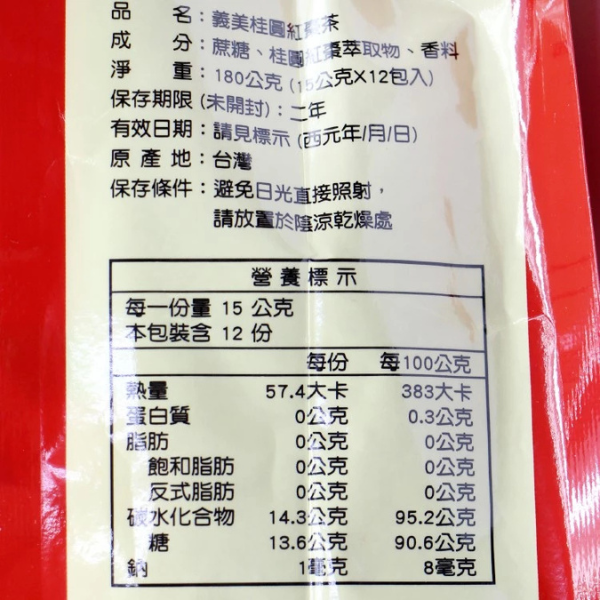 品名：義美桂圓紅棗茶
成分：蔗糖、桂圓紅棗萃取物、香料
淨重：180公克 (15公克X12包入)
保存期限 (未開封)：二年
有效日期：請見標示 (西元年/月/日)
原產地：台灣
保存條件：避免日光直接照射，
請放置於陰涼乾燥處
營養標示
每一份量 15 公克
本包裝含 12 份
每份 每100公克
熱量 57.4大卡 383大卡
蛋白質 0公克 0.3公克
脂肪 0公克 0公克
飽和脂肪 0公克 0公克
反式脂肪 0公克 0公克
碳水化合物 14.3公克 95.2公克
糖 13.6公克 90.6公克
鈉 1毫克 8毫克